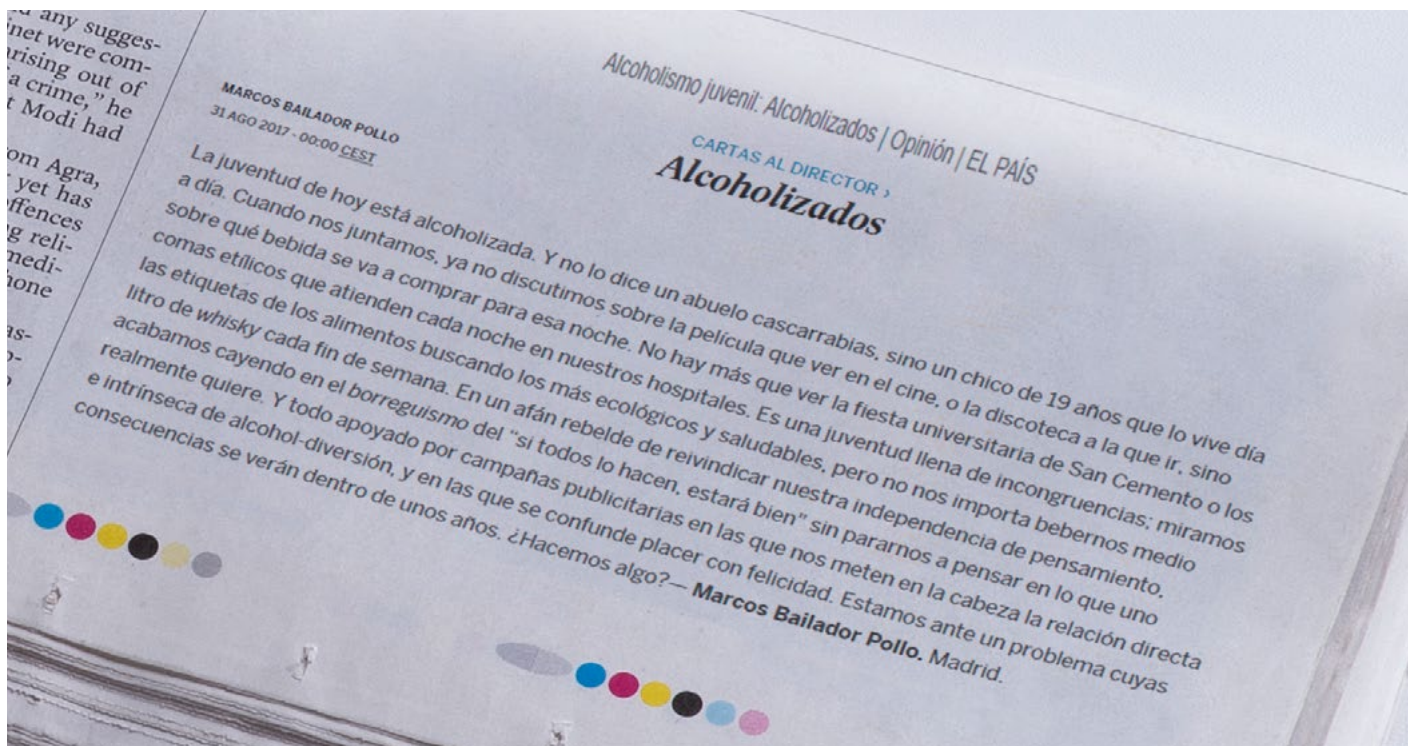 any sugges-
net were com-
rising out of
a crime," he
t Modi had
om Agra,
yet has
ffences
g reli-
medi-
hone
as-
o-
Alcoholismo juvenil: Alcoholizados | Opinión | EL PAÍS
CARTAS AL DIRECTOR ›
Alcoholizados
MARCOS BAILADOR POLLO
31 AGO 2017 - 00:00 CEST
La juventud de hoy está alcoholizada. Y no lo dice un abuelo cascarrabias, sino un chico de 19 años que lo vive día
a día. Cuando nos juntamos, ya no discutimos sobre la película que ver en el cine, o la discoteca a la que ir, sino
sobre qué bebida se va a comprar para esa noche. No hay más que ver la fiesta universitaria de San Cemento o los
comas etílicos que atienden cada noche en nuestros hospitales. Es una juventud llena de incongruencias; miramos
las etiquetas de los alimentos buscando los más ecológicos y saludables, pero no nos importa bebernos medio
litro de whisky cada fin de semana. En un afán rebelde de reivindicar nuestra independencia de pensamiento,
acabamos cayendo en el borreguismo del “si todos lo hacen, estará bien” sin pararnos a pensar en lo que uno
realmente quiere. Y todo apoyado por campañas publicitarias en las que nos meten en la cabeza la relación directa
e intrínseca de alcohol-diversión, y en las que se confunde placer con felicidad. Estamos ante un problema cuyas
consecuencias se verán dentro de unos años. ¿Hacemos algo?— Marcos Bailador Pollo. Madrid.